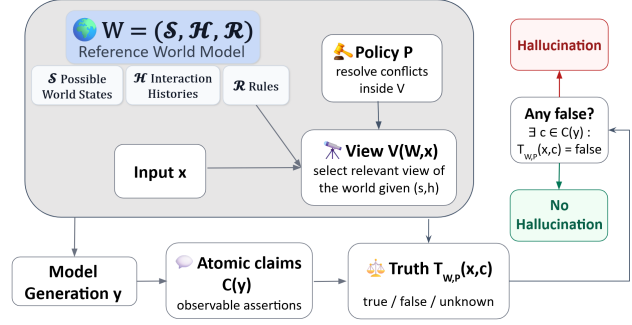 W = (𝓢, 𝓗, 𝓡)
Reference World Model
𝓢 Possible
World States
𝓗 Interaction
Histories
𝓡 Rules
Policy P
resolve conflicts
inside V
Input x
View V(W,x)
select relevant view of
the world given (s,h)
Model
Generation y
Atomic claims
C(y)
observable assertions
Truth T_W,P(x,c)
true / false / unknown
Hallucination
Any false?
∃ c ∈ C(y) :
T_W,P(x,c) = false
No
Hallucination